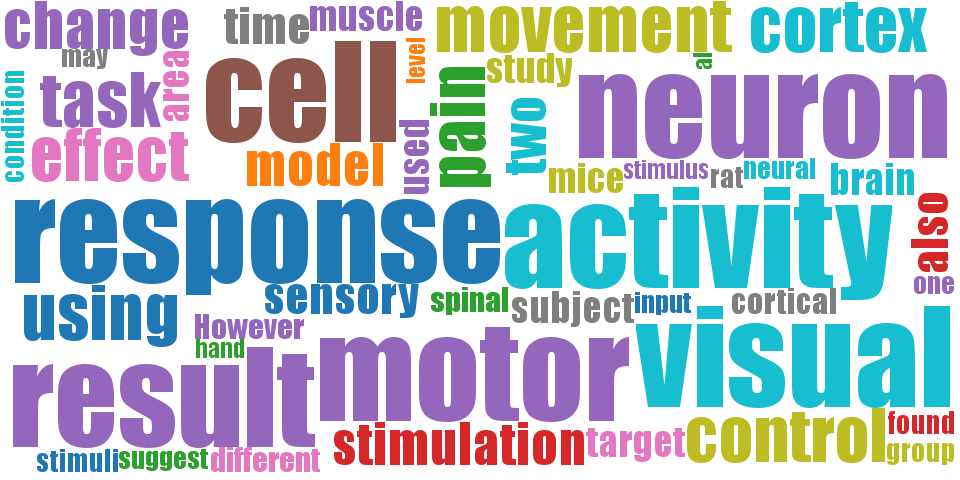 change
time
muscle
movement
cortex
may
area
level
al
study
condition
task
cell
pain
neuron
effect
model
used
two
mice
stimulus
rat
neural
brain
response
activity
also
using
sensory
spinal
subject
input
cortical
one
However
hand
result
motor
visual
stimulation
target
control
found
group
stimuli
suggest
different